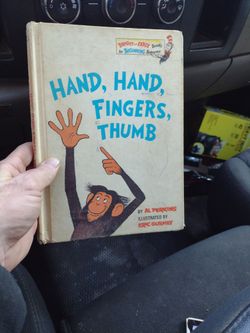 BRIGHT and EARLY Books
for BEGINNING Beginners
HAND, HAND,
FINGERS,
THUMB
BY AL PERKINS
ILLUSTRATED BY
ERIC GURNEY